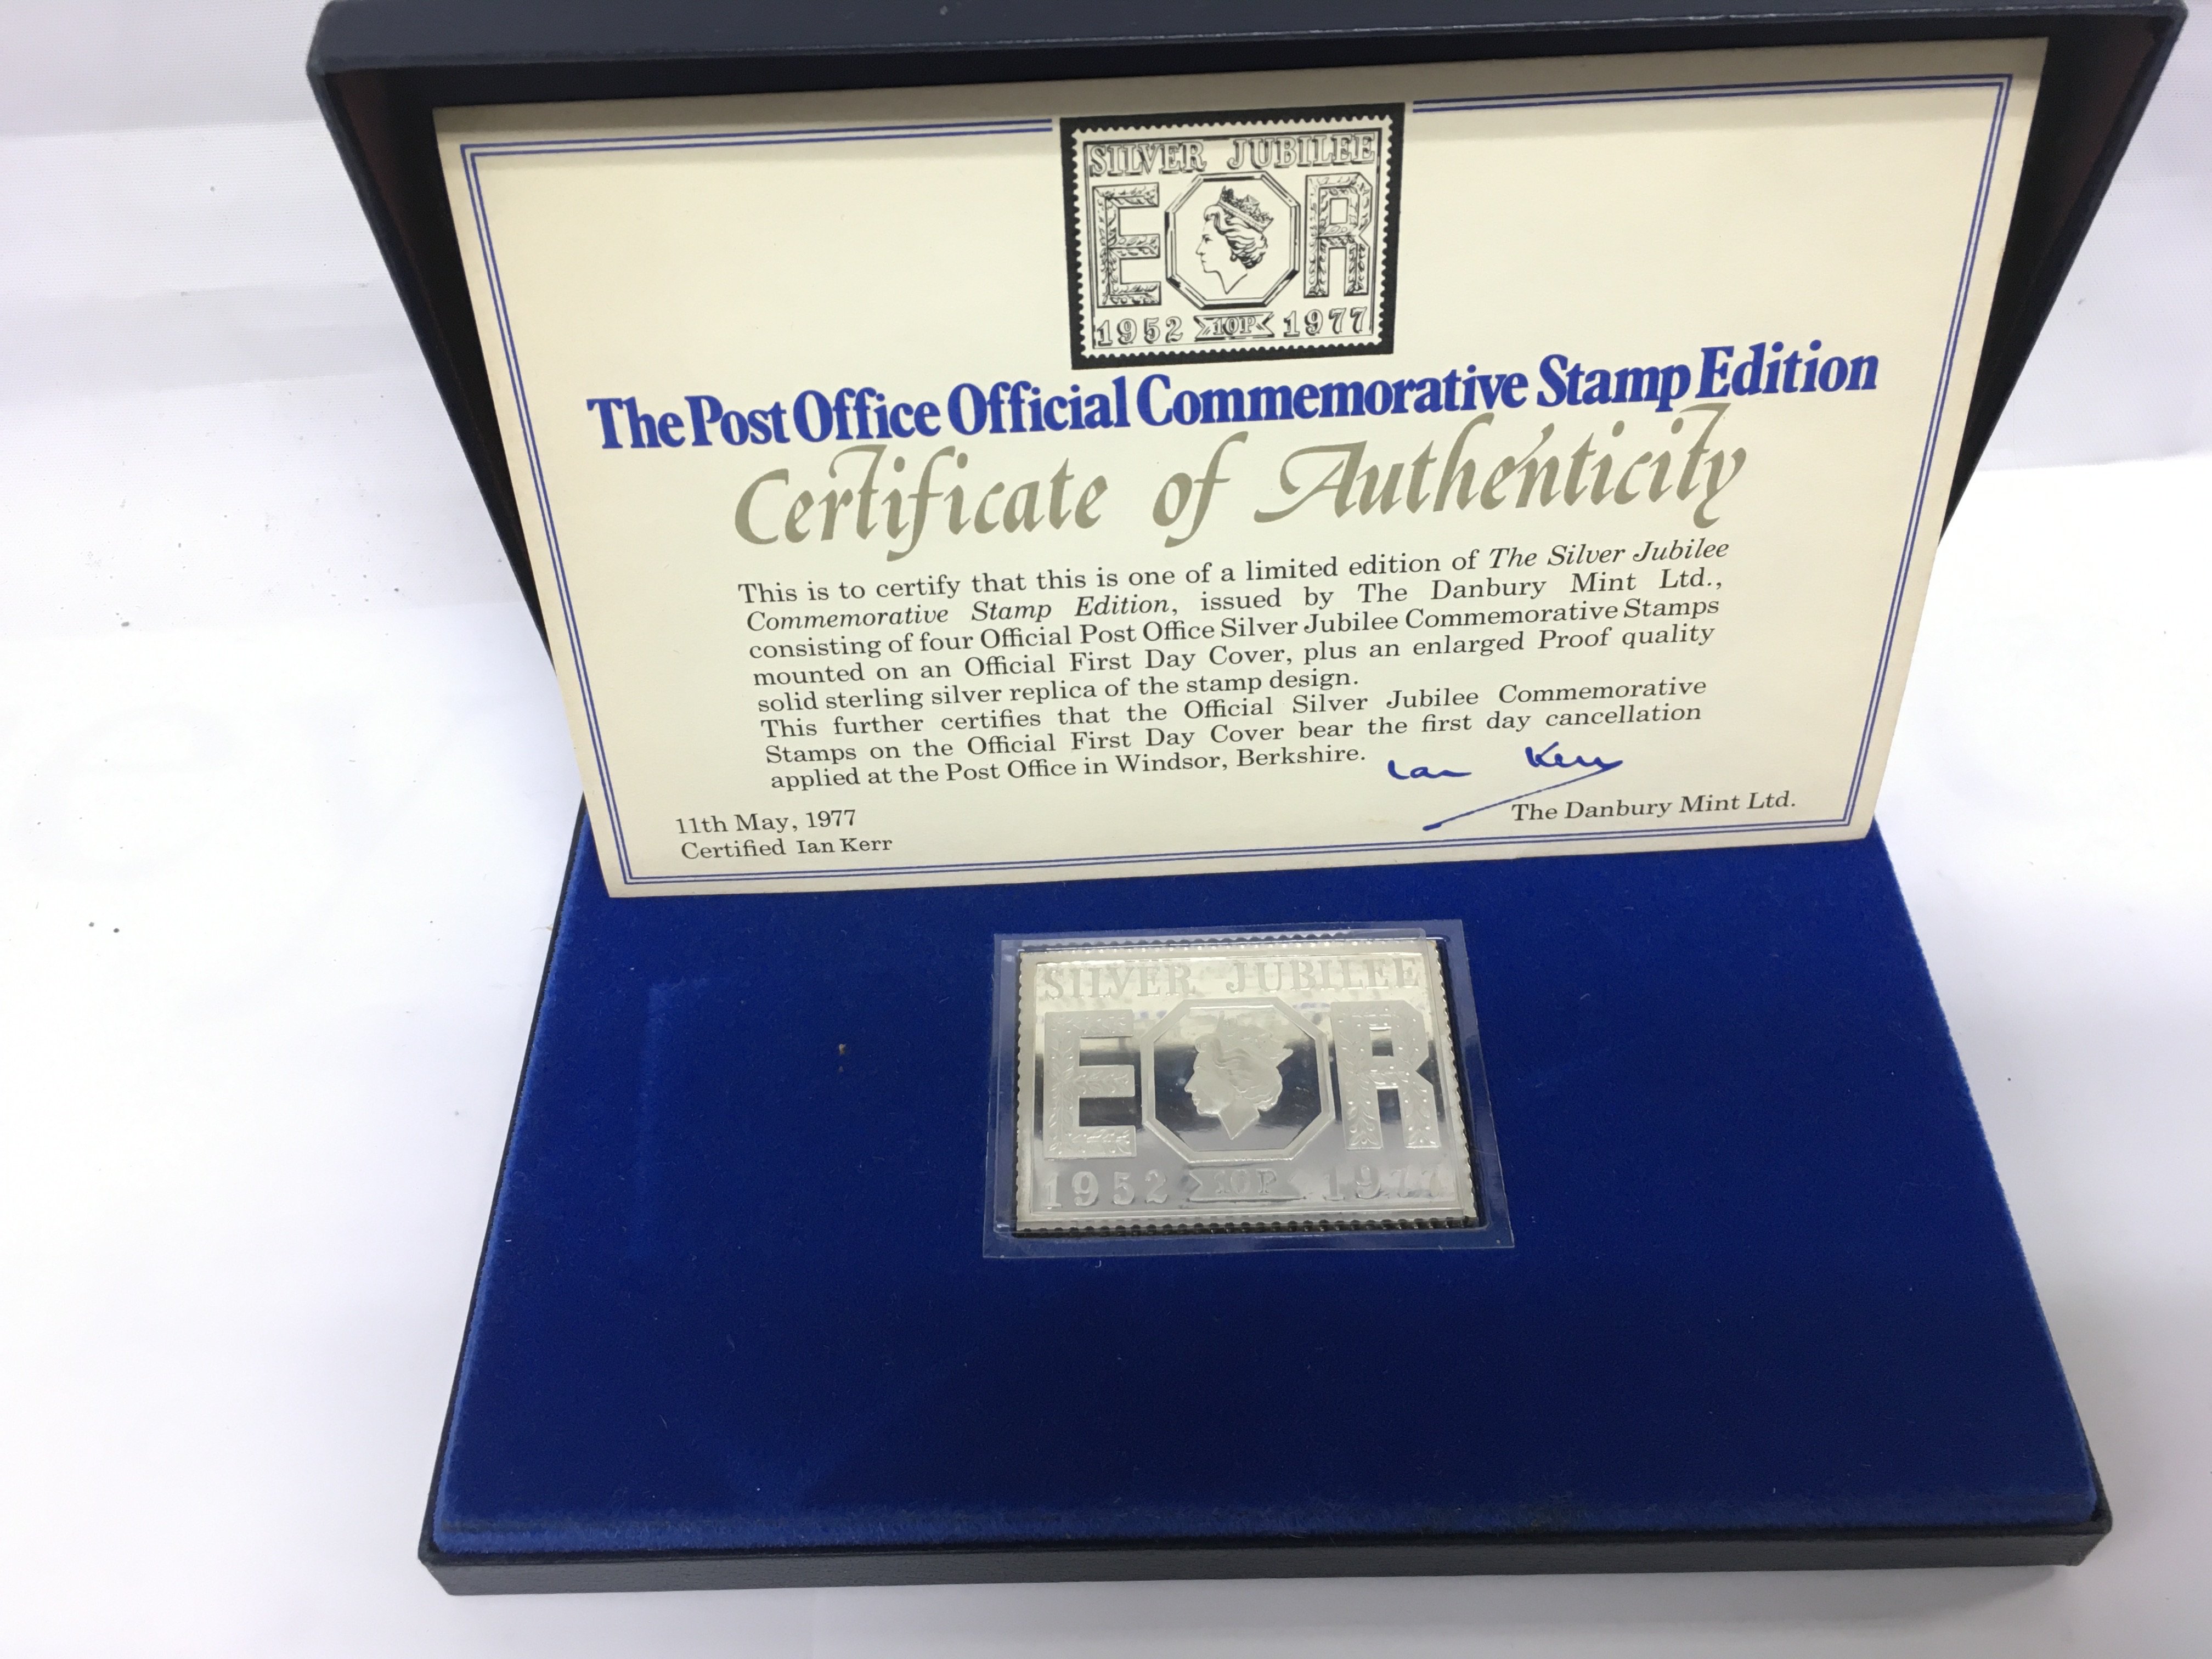 SILVER JUBILEE
E R
1952 10P 1977
The Post Office Official Commemorative Stamp Edition
Certificate of Authenticity
This is to certify that this is one of a limited edition of The Silver Jubilee
Commemorative Stamp Edition, issued by The Danbury Mint Ltd.,
consisting of four Official Post Office Silver Jubilee Commemorative Stamps
mounted on an Official First Day Cover, plus an enlarged Proof quality
solid sterling silver replica of the stamp design.
This further certifies that the Official Silver Jubilee Commemorative
Stamps on the Official First Day Cover bear the first day cancellation
applied at the Post Office in Windsor, Berkshire.
Ian Kerr
11th May, 1977
Certified Ian Kerr
The Danbury Mint Ltd.
SILVER JUBILEE
E R
1952 10P 1977